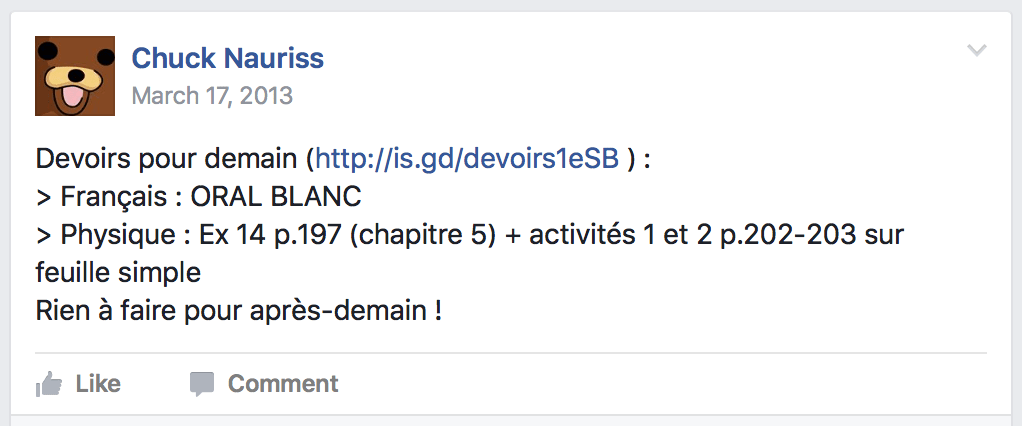 Chuck Nauriss
March 17, 2013
Devoirs pour demain (http://is.gd/devoirs1eSB ) :
> Français : ORAL BLANC
> Physique : Ex 14 p.197 (chapitre 5) + activités 1 et 2 p.202-203 sur
feuille simple
Rien à faire pour après-demain !
Like Comment